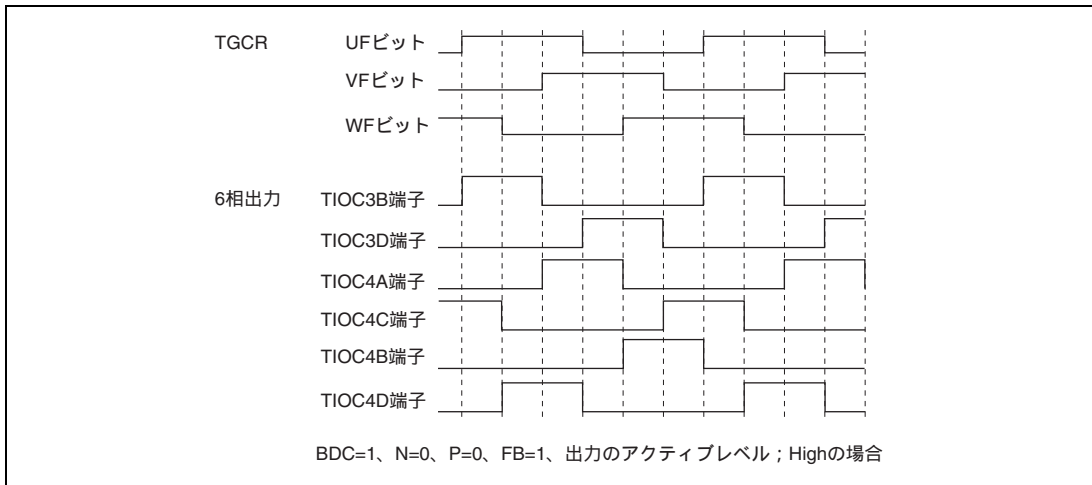 TGCR UFビット
VFビット
WFビット
6相出力 TIOC3B端子
TIOC3D端子
TIOC4A端子
TIOC4C端子
TIOC4B端子
TIOC4D端子
BDC=1、N=0、P=0、FB=1、出力のアクティブレベル；Highの場合